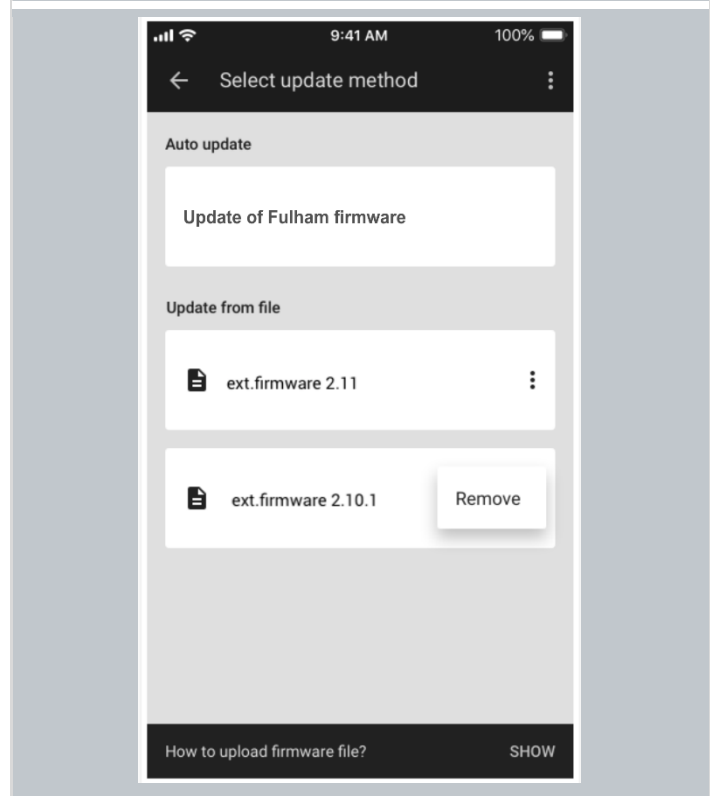 9:41 AM
100%
Select update method
Auto update
Update of Fulham firmware
Update from file
ext.firmware 2.11
ext.firmware 2.10.1
Remove
How to upload firmware file?
SHOW